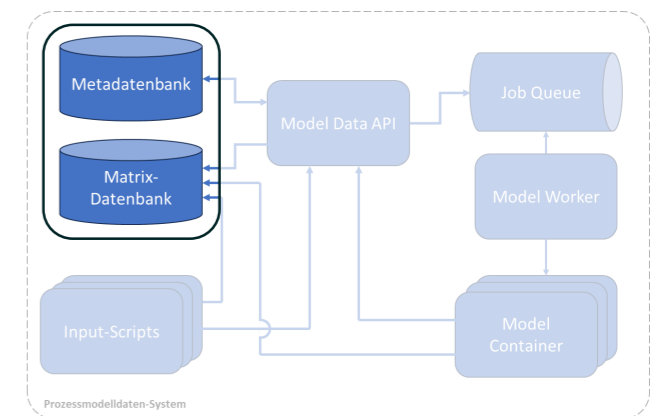 Metadatenbank
Matrix-
Datenbank
Model Data API
Job Queue
Model Worker
Input-Scripts
Model
Container
Prozessmodelldaten-System